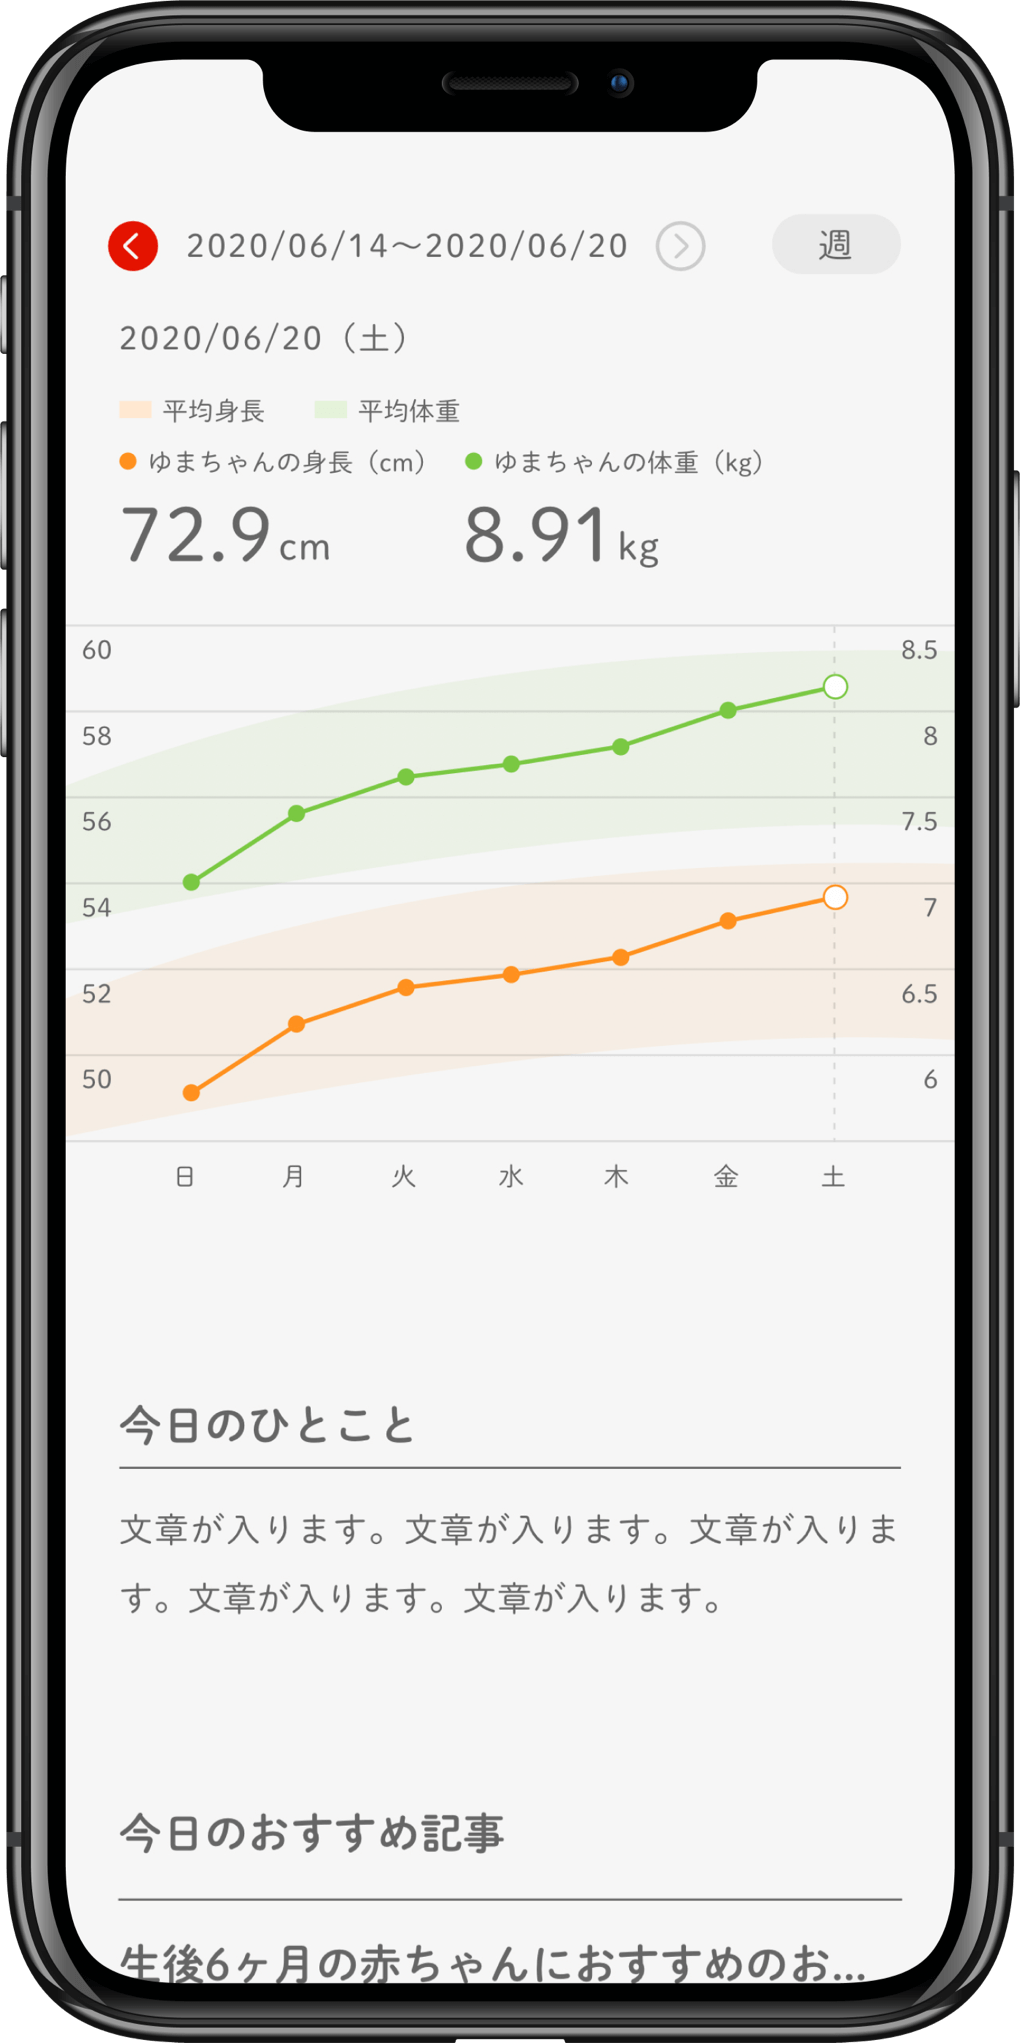 2020/06/14〜2020/06/20 週
2020/06/20（土）
平均身長 平均体重
ゆまちゃんの身長（cm） ゆまちゃんの体重（kg）
72.9cm 8.91kg
60 8.5
58 8
56 7.5
54 7
52 6.5
50 6
日 月 火 水 木 金 土
今日のひとこと
文章が入ります。文章が入ります。文章が入りま
す。文章が入ります。文章が入ります。
今日のおすすめ記事
生後6ヶ月の赤ちゃんにおすすめのお...